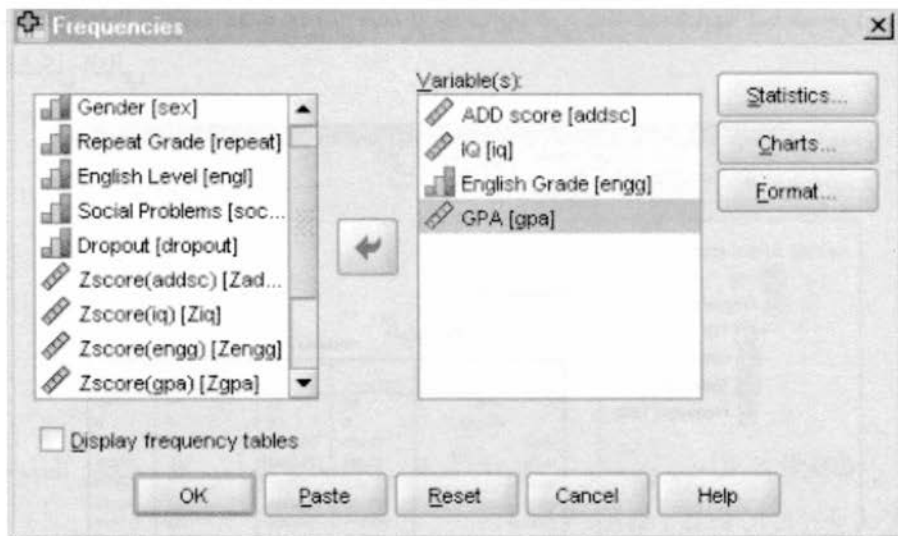 Frequencies
Gender [sex]
Repeat Grade [repeat]
English Level [engl]
Social Problems [soc...
Dropout [dropout]
Zscore(addsc) [Zad...
Zscore(iq) [Ziq]
Zscore(engg) [Zengg]
Zscore(gpa) [Zgpa]
Display frequency tables
Variable(s):
ADD score [addsc]
IQ [iq]
English Grade [engg]
GPA [gpa]
Statistics...
Charts...
Format...
OK
Paste
Reset
Cancel
Help